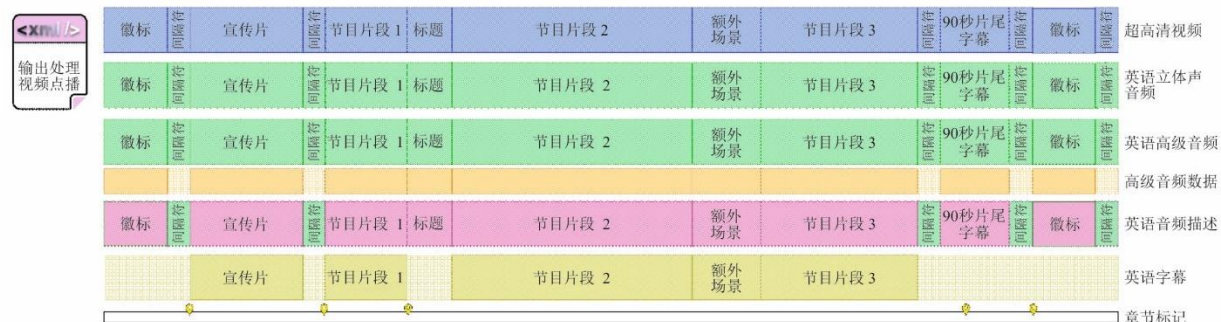 <xml />
输出处理
视频点播
徽标 间隔符 宣传片 间隔符 节目片段 1 标题 节目片段 2 额外场景 节目片段 3 间隔符 90秒片尾字幕 间隔符 徽标 间隔符 超高清视频
徽标 间隔符 宣传片 间隔符 节目片段 1 标题 节目片段 2 额外场景 节目片段 3 间隔符 90秒片尾字幕 间隔符 徽标 间隔符 英语立体声音频
徽标 间隔符 宣传片 间隔符 节目片段 1 标题 节目片段 2 额外场景 节目片段 3 间隔符 90秒片尾字幕 间隔符 徽标 间隔符 英语高级音频
高级音频数据
徽标 间隔符 宣传片 间隔符 节目片段 1 标题 节目片段 2 额外场景 节目片段 3 间隔符 90秒片尾字幕 间隔符 徽标 间隔符 英语音频描述
宣传片 节目片段 1 节目片段 2 额外场景 节目片段 3 英语字幕
章节标记